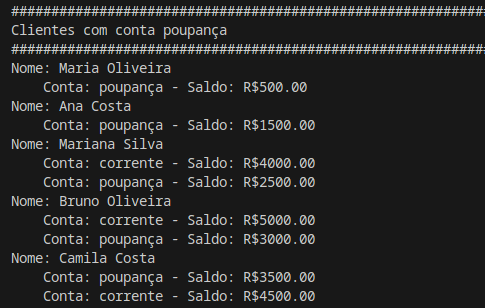 ############################################################
Clientes com conta poupança
############################################################
Nome: Maria Oliveira
Conta: poupança - Saldo: R$500.00
Nome: Ana Costa
Conta: poupança - Saldo: R$1500.00
Nome: Mariana Silva
Conta: corrente - Saldo: R$4000.00
Conta: poupança - Saldo: R$2500.00
Nome: Bruno Oliveira
Conta: corrente - Saldo: R$5000.00
Conta: poupança - Saldo: R$3000.00
Nome: Camila Costa
Conta: poupança - Saldo: R$3500.00
Conta: corrente - Saldo: R$4500.00